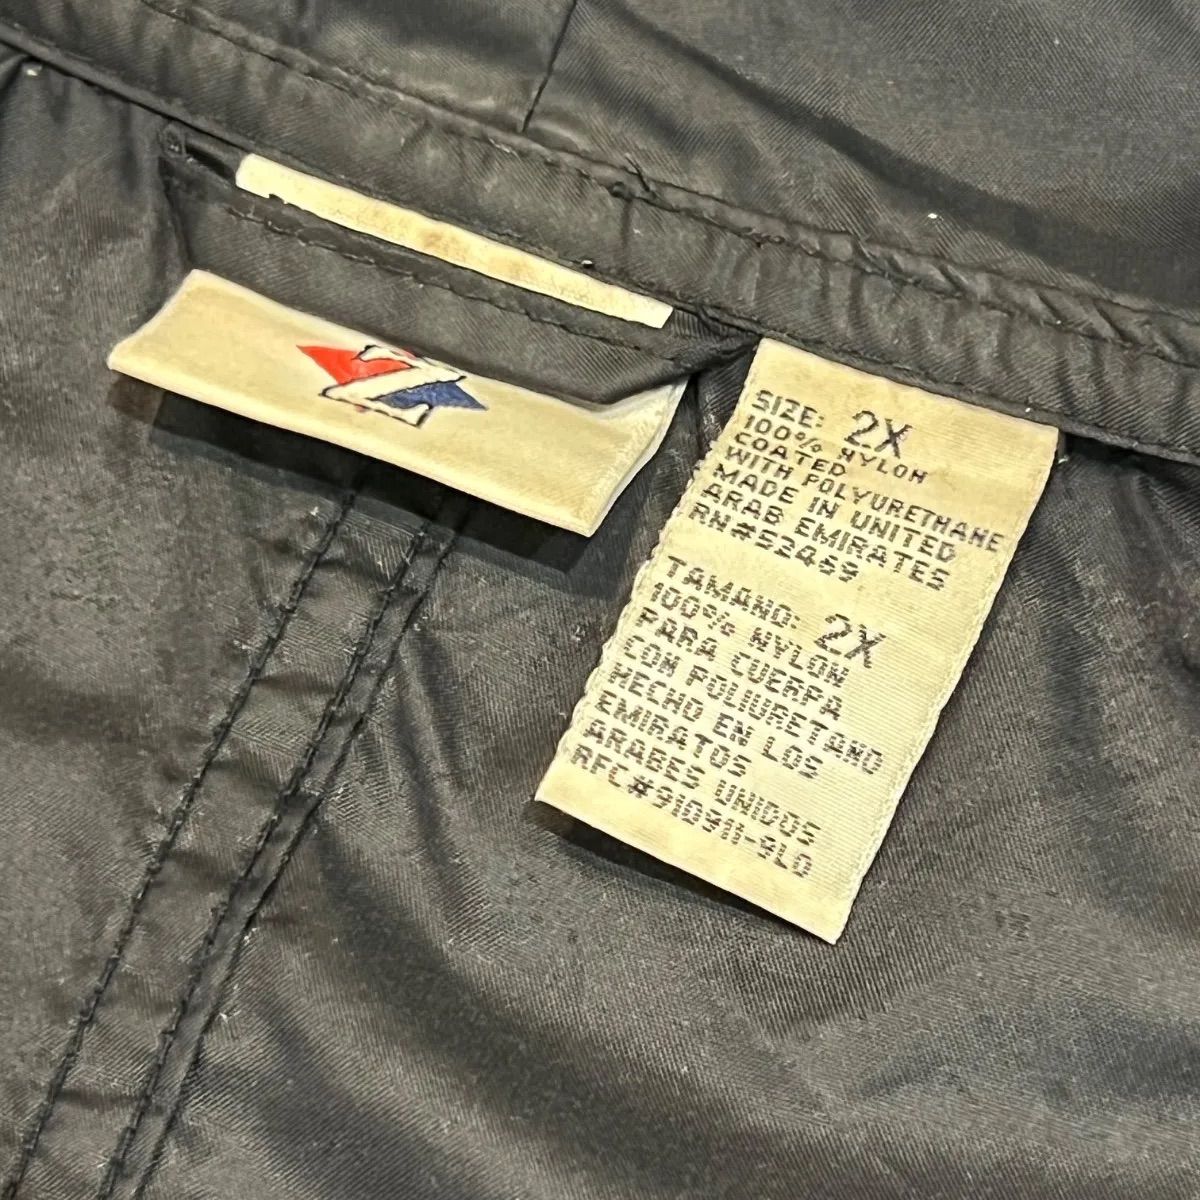 Z
SIZE: 2X
100% NYLON
COATED
WITH POLYURETHANE
MADE IN UNITED
ARAB EMIRATES
RN#52469
TAMANO: 2X
100% NYLON
PARA CUERPA
CON POLIURETANO
HECHO EN LOS
EMIRATOS
ARABES UNIDOS
RFC#910911-9L0